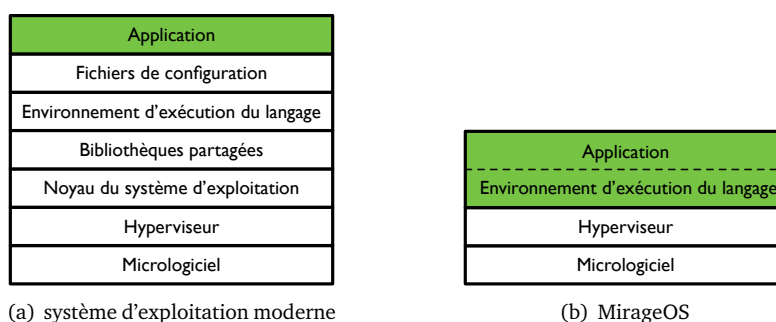 Application
Fichiers de configuration
Environnement d'exécution du langage
Bibliothèques partagées
Noyau du système d'exploitation
Hyperviseur
Micrologiciel
(a) système d'exploitation moderne
Application
Environnement d'exécution du langage
Hyperviseur
Micrologiciel
(b) MirageOS